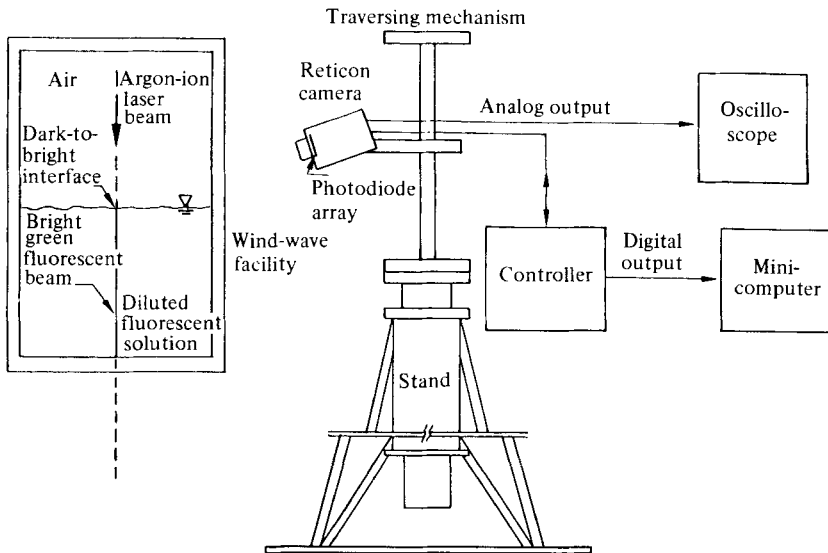 Traversing mechanism
Air
Argon-ion
laser
beam
Dark-to-
bright
interface
Bright
green
fluorescent
beam
Diluted
fluorescent
solution
Wind-wave
facility
Reticon
camera
Photodiode
array
Analog output
Oscillo-
scope
Controller
Digital
output
Mini-
computer
Stand